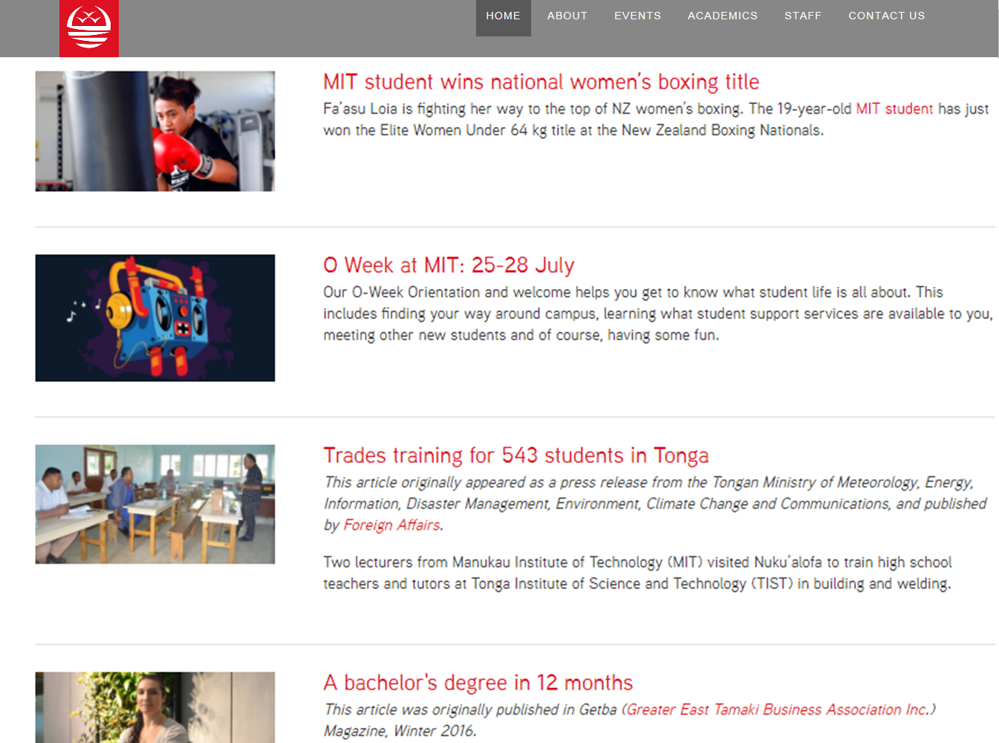 HOME ABOUT EVENTS ACADEMICS STAFF CONTACT US
MIT student wins national women's boxing title
Fa'asu Loia is fighting her way to the top of NZ women's boxing. The 19-year-old MIT student has just
won the Elite Women Under 64 kg title at the New Zealand Boxing Nationals.
O Week at MIT: 25-28 July
Our O-Week Orientation and welcome helps you get to know what student life is all about. This
includes finding your way around campus, learning what student support services are available to you,
meeting other new students and of course, having some fun.
Trades training for 543 students in Tonga
This article originally appeared as a press release from the Tongan Ministry of Meteorology, Energy,
Information, Disaster Management, Environment, Climate Change and Communications, and published
by Foreign Affairs.
Two lecturers from Manukau Institute of Technology (MIT) visited Nuku'alofa to train high school
teachers and tutors at Tonga Institute of Science and Technology (TIST) in building and welding.
A bachelor's degree in 12 months
This article was originally published in Getba (Greater East Tamaki Business Association Inc.)
Magazine, Winter 2016.